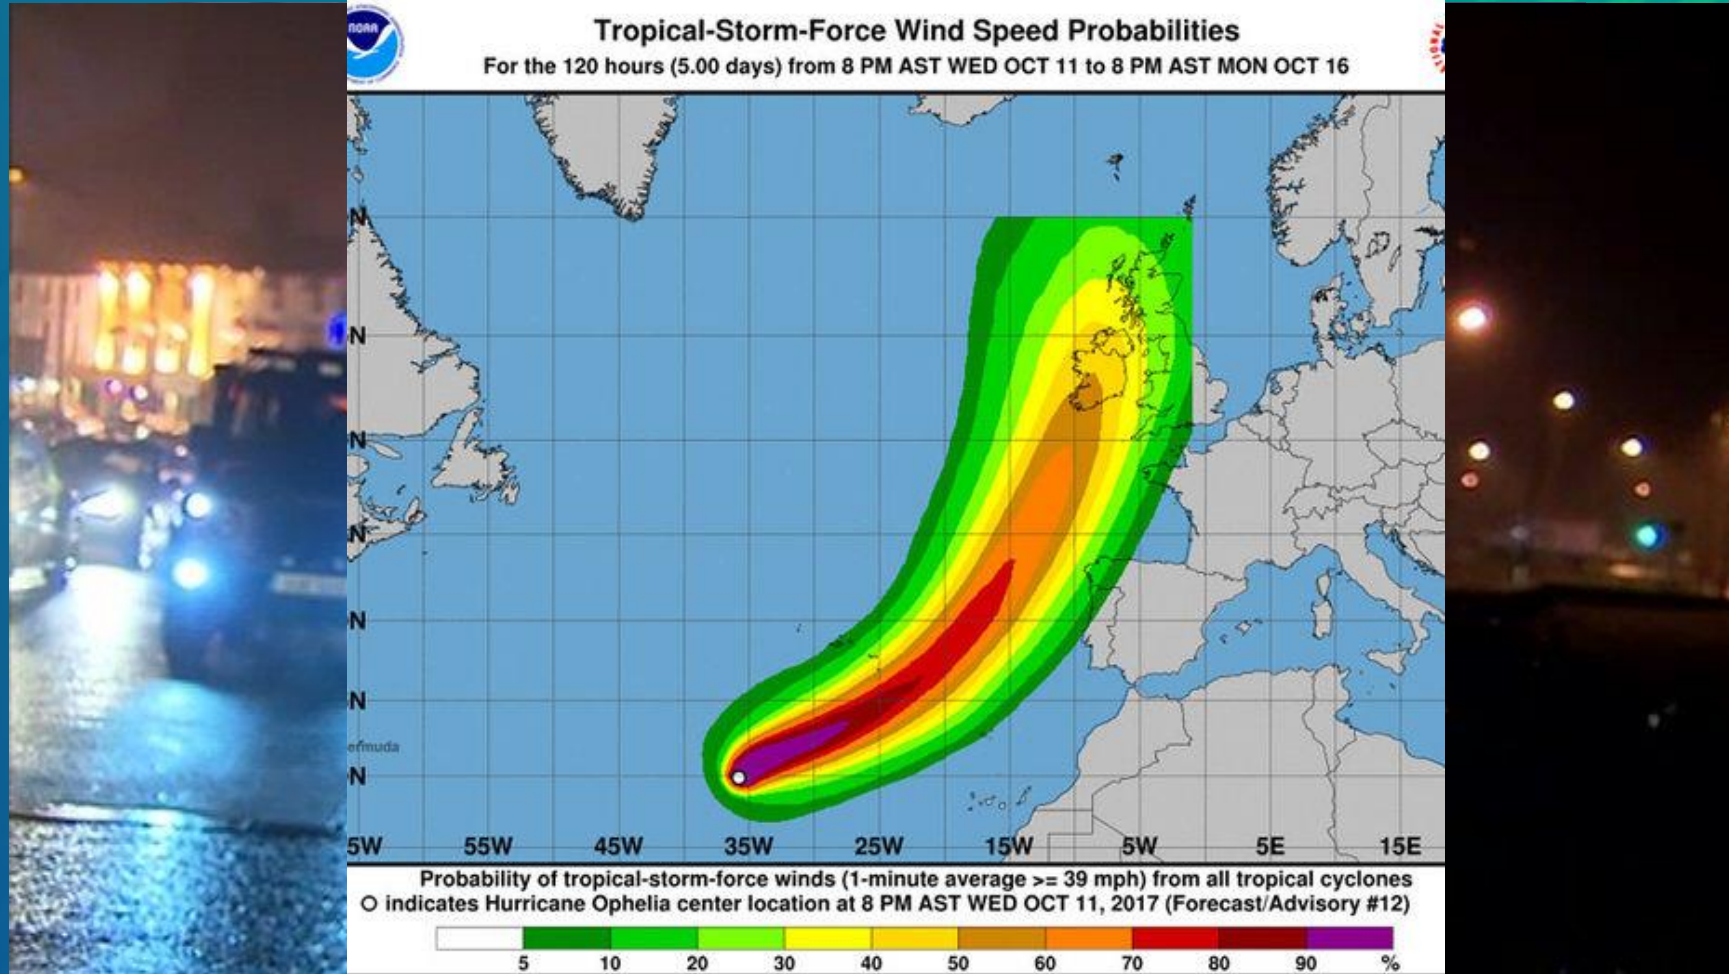 NOAA
Tropical-Storm-Force Wind Speed Probabilities
For the 120 hours (5.00 days) from 8 PM AST WED OCT 11 to 8 PM AST MON OCT 16
N
N
N
N
N
N
ermuda
N
5W 55W 45W 35W 25W 15W 5W 5E 15E
Probability of tropical-storm-force winds (1-minute average >= 39 mph) from all tropical cyclones
O indicates Hurricane Ophelia center location at 8 PM AST WED OCT 11, 2017 (Forecast/Advisory #12)
5 10 20 30 40 50 60 70 80 90 %